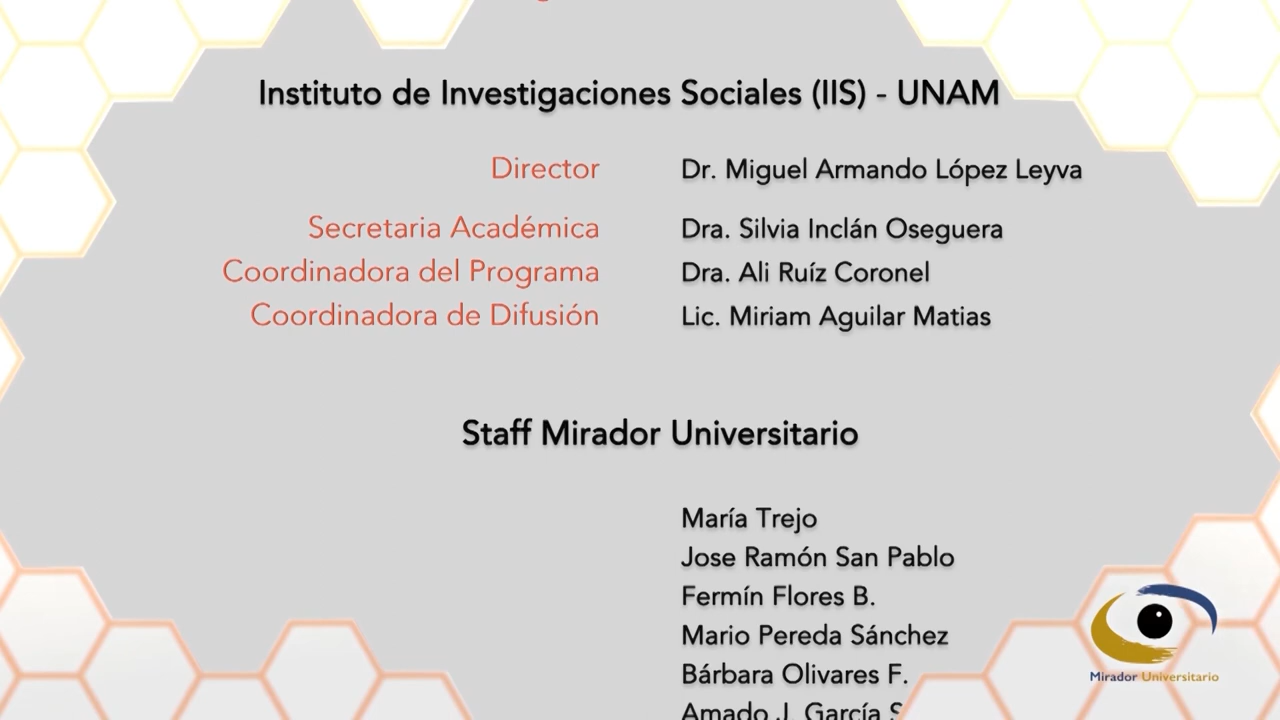 Instituto de Investigaciones Sociales (IIS) - UNAM
Director Dr. Miguel Armando López Leyva
Secretaria Académica Dra. Silvia Inclán Oseguera
Coordinadora del Programa Dra. Ali Ruíz Coronel
Coordinadora de Difusión Lic. Miriam Aguilar Matias
Staff Mirador Universitario
María Trejo
Jose Ramón San Pablo
Fermín Flores B.
Mario Pereda Sánchez
Bárbara Olivares F.
Amado J. García S
Mirador Universitario